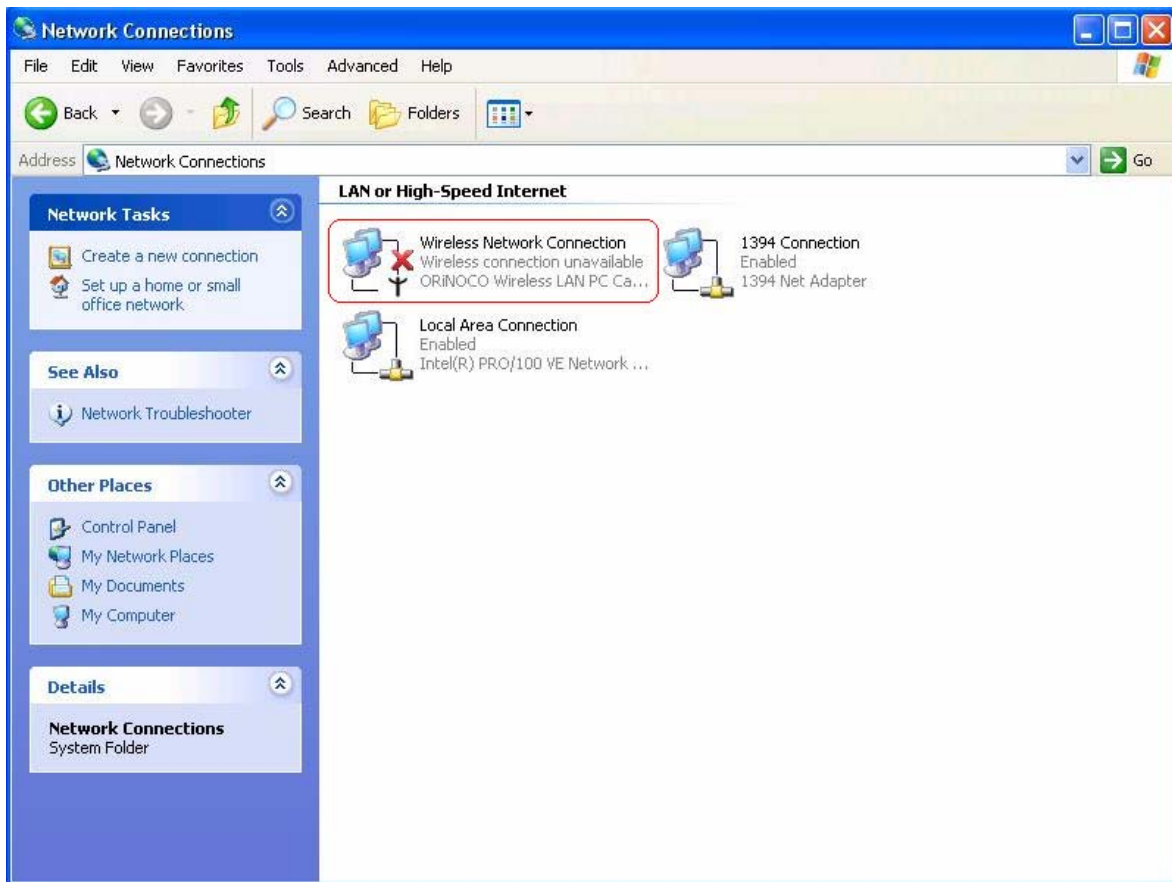 Network Connections
File Edit View Favorites Tools Advanced Help
Back Search Folders
Address Network Connections Go
Network Tasks
Create a new connection
Set up a home or small
office network
See Also
Network Troubleshooter
Other Places
Control Panel
My Network Places
My Documents
My Computer
Details
Network Connections
System Folder
LAN or High-Speed Internet
Wireless Network Connection
Wireless connection unavailable
ORiNOCO Wireless LAN PC Ca...
1394 Connection
Enabled
1394 Net Adapter
Local Area Connection
Enabled
Intel(R) PRO/100 VE Network ...